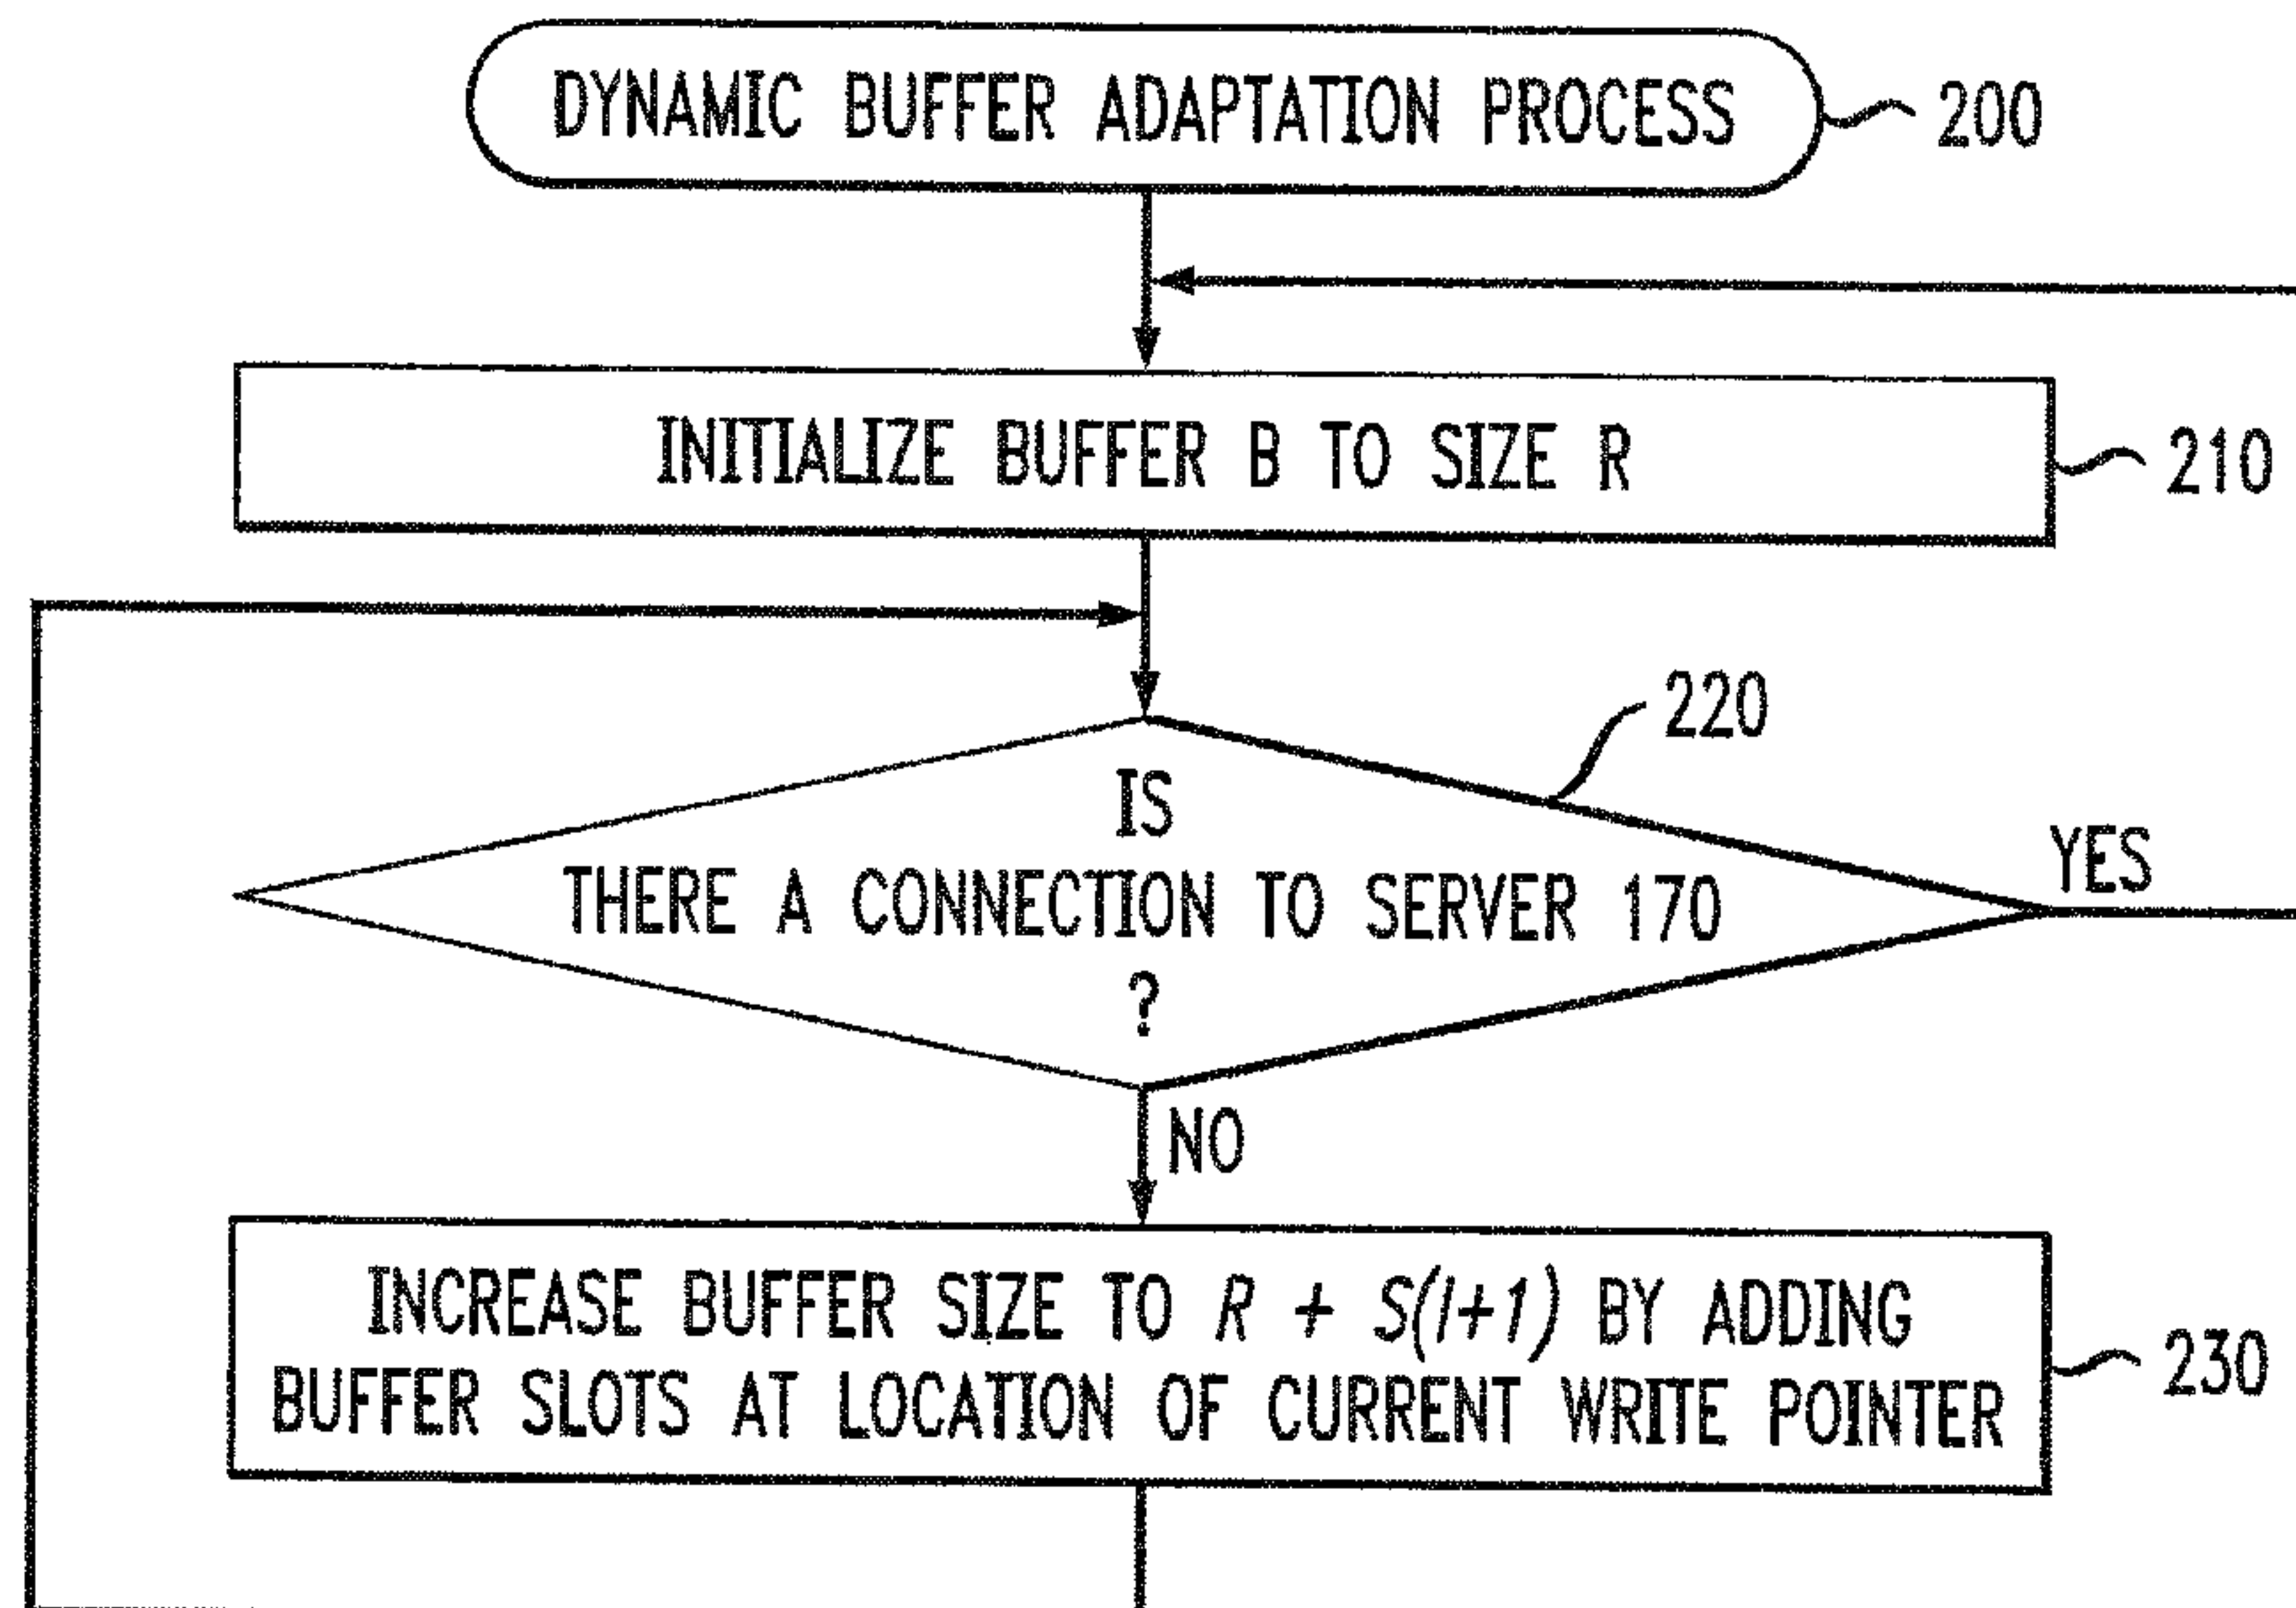 DYNAMIC BUFFER ADAPTATION PROCESS
200
INITIALIZE BUFFER B TO SIZE R
210
220
IS
THERE A CONNECTION TO SERVER 170
?
YES
NO
INCREASE BUFFER SIZE TO R + S(I+1) BY ADDING
BUFFER SLOTS AT LOCATION OF CURRENT WRITE POINTER
230